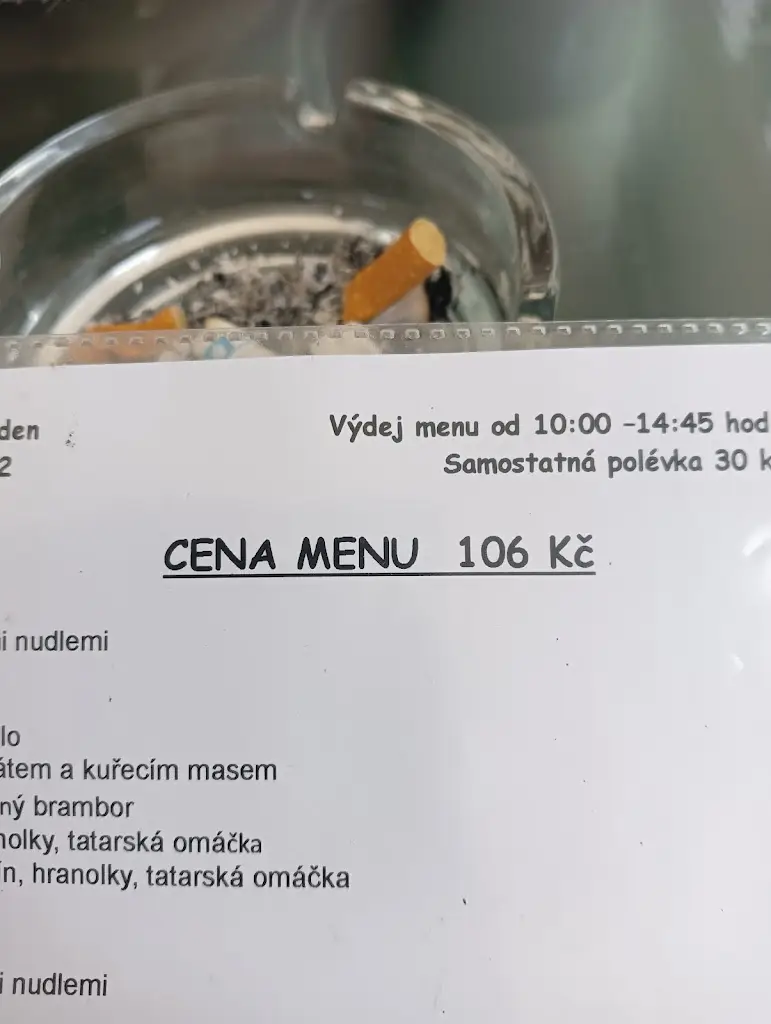 den
Výdej menu od 10:00 -14:45 hod
2
Samostatná polévka 30 k
CENA MENU 106 Kč
i nudlemi
lo
átem a kuřecím masem
ný brambor
nolky, tatarská omáčka
ín, hranolky, tatarská omáčka
i nudlemi